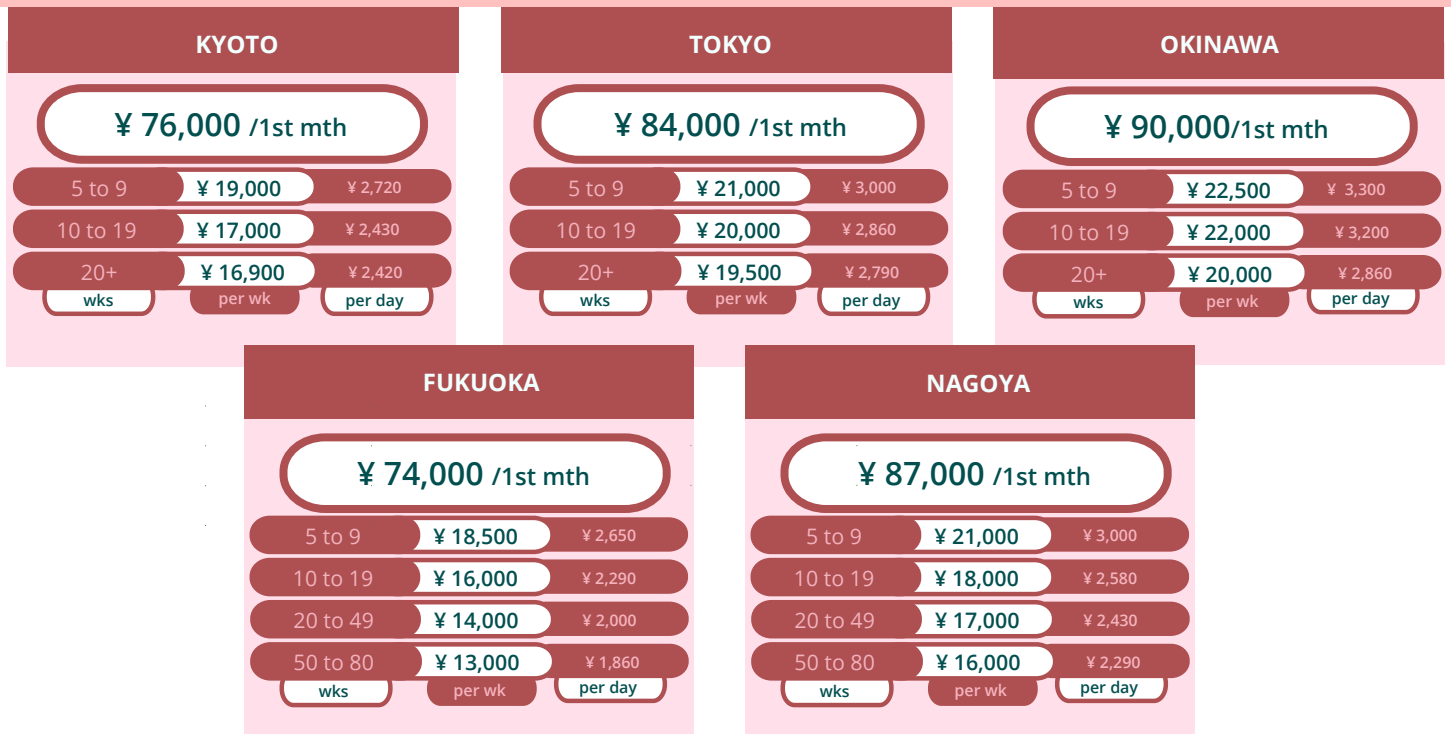 KYOTO
¥ 76,000 /1st mth
5 to 9 ¥ 19,000 ¥ 2,720
10 to 19 ¥ 17,000 ¥ 2,430
20+ ¥ 16,900 ¥ 2,420
wks per wk per day
TOKYO
¥ 84,000 /1st mth
5 to 9 ¥ 21,000 ¥ 3,000
10 to 19 ¥ 20,000 ¥ 2,860
20+ ¥ 19,500 ¥ 2,790
wks per wk per day
OKINAWA
¥ 90,000/1st mth
5 to 9 ¥ 22,500 ¥ 3,300
10 to 19 ¥ 22,000 ¥ 3,200
20+ ¥ 20,000 ¥ 2,860
wks per wk per day
FUKUOKA
¥ 74,000 /1st mth
5 to 9 ¥ 18,500 ¥ 2,650
10 to 19 ¥ 16,000 ¥ 2,290
20 to 49 ¥ 14,000 ¥ 2,000
50 to 80 ¥ 13,000 ¥ 1,860
wks per wk per day
NAGOYA
¥ 87,000 /1st mth
5 to 9 ¥ 21,000 ¥ 3,000
10 to 19 ¥ 18,000 ¥ 2,580
20 to 49 ¥ 17,000 ¥ 2,430
50 to 80 ¥ 16,000 ¥ 2,290
wks per wk per day